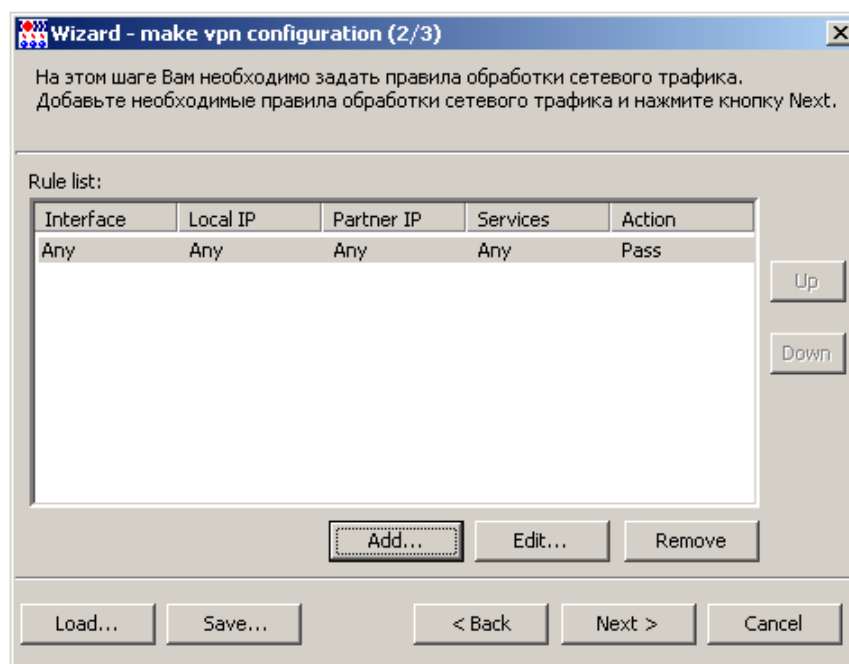 Wizard - make vpn configuration (2/3)
На этом шаге Вам необходимо задать правила обработки сетевого трафика.
Добавьте необходимые правила обработки сетевого трафика и нажмите кнопку Next.
Rule list:
Interface Local IP Partner IP Services Action
Any Any Any Any Pass
Up
Down
Add... Edit... Remove
Load... Save... < Back Next > Cancel